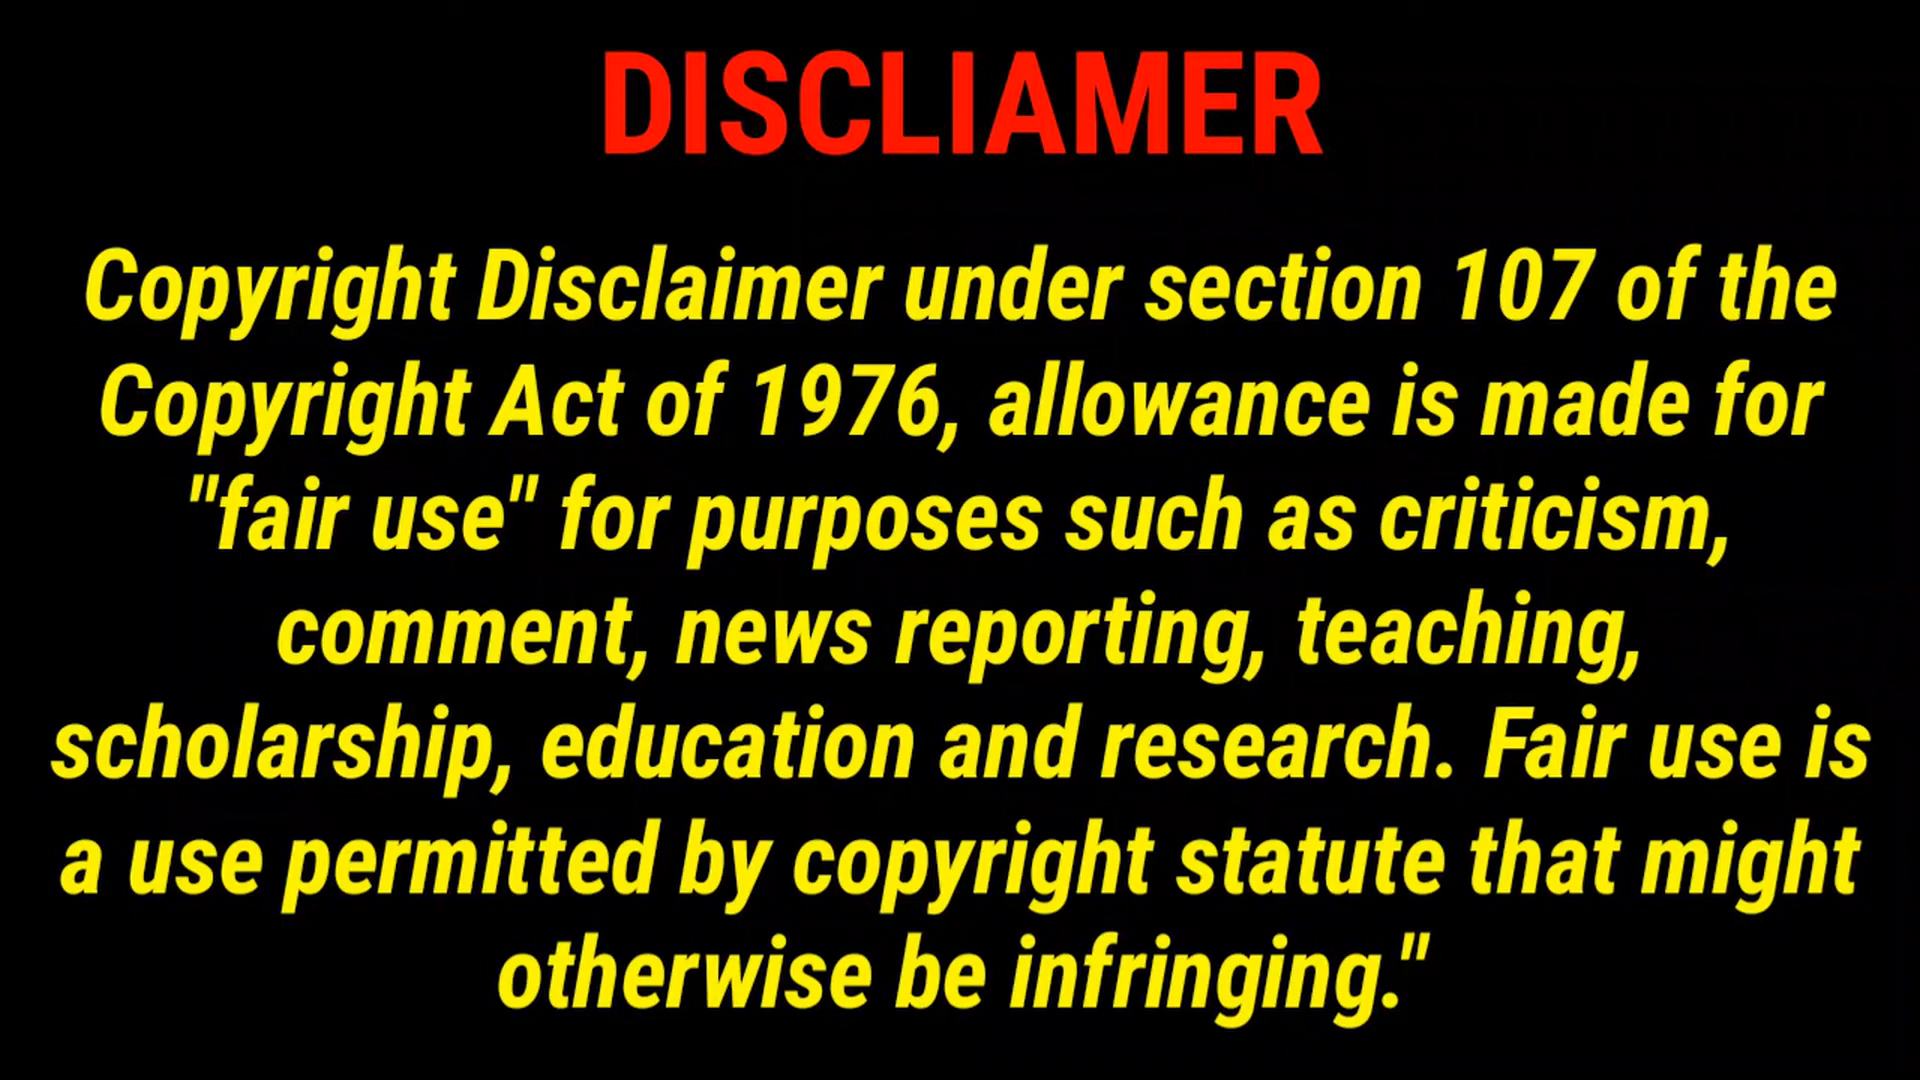 DISCLIAMER
Copyright Disclaimer under section 107 of the
Copyright Act of 1976, allowance is made for
"fair use" for purposes such as criticism,
comment, news reporting, teaching,
scholarship, education and research. Fair use is
a use permitted by copyright statute that might
otherwise be infringing."